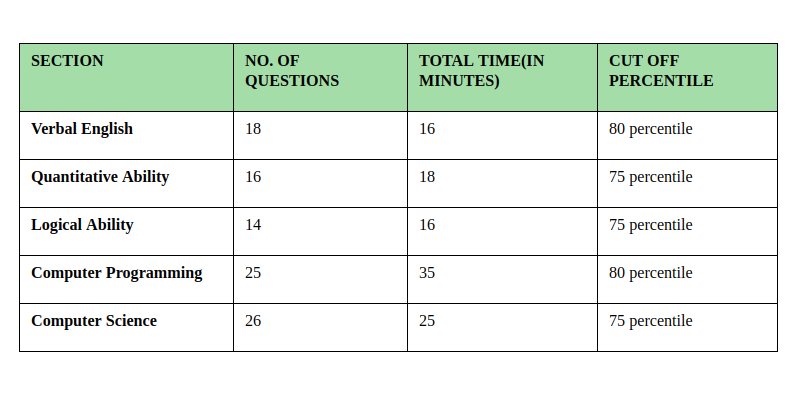 SECTION NO. OF QUESTIONS TOTAL TIME(IN MINUTES) CUT OFF PERCENTILE
Verbal English 18 16 80 percentile
Quantitative Ability 16 18 75 percentile
Logical Ability 14 16 75 percentile
Computer Programming 25 35 80 percentile
Computer Science 26 25 75 percentile